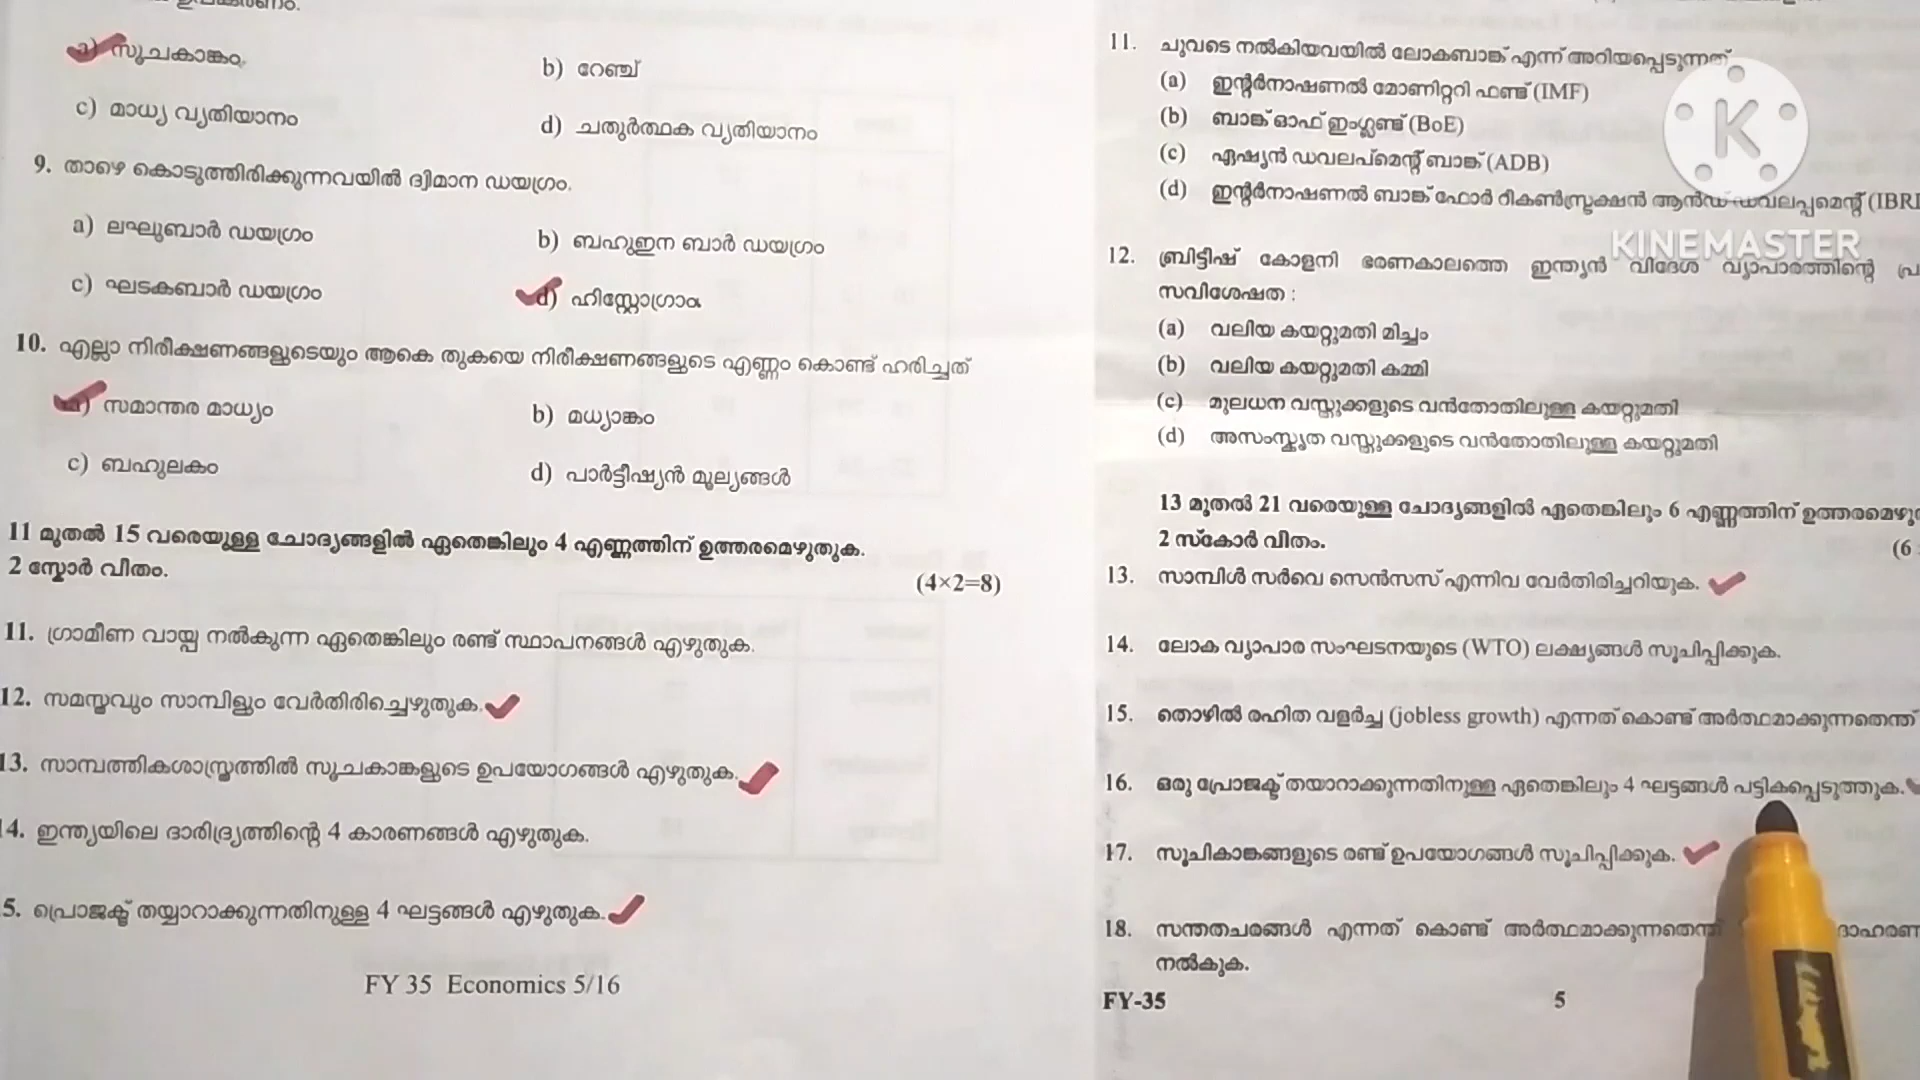 ഉപകരണം.
a) സൂചകാങ്കം
b) റേഞ്ച്
c) മാധ്യ വ്യതിയാനം
d) ചതുർത്ഥക വ്യതിയാനം
9. താഴെ കൊടുത്തിരിക്കുന്നവയിൽ ദ്വിമാന ഡയഗ്രം.
a) ലഘുബാർ ഡയഗ്രം
b) ബഹുഇന ബാർ ഡയഗ്രം
c) ഘടകബാർ ഡയഗ്രം
d) ഹിസ്റ്റോഗ്രാം
10. എല്ലാ നിരീക്ഷണങ്ങളുടെയും ആകെ തുകയെ നിരീക്ഷണങ്ങളുടെ എണ്ണം കൊണ്ട് ഹരിച്ചത്
a) സമാന്തര മാധ്യം
b) മധ്യാങ്കം
c) ബഹുലകം
d) പാർട്ടീഷ്യൻ മൂല്യങ്ങൾ
11 മുതൽ 15 വരെയുള്ള ചോദ്യങ്ങളിൽ ഏതെങ്കിലും 4 എണ്ണത്തിന് ഉത്തരമെഴുതുക.
2 സ്കോർ വീതം.
(4×2=8)
11. ഗ്രാമീണ വായ്പ നൽകുന്ന ഏതെങ്കിലും രണ്ട് സ്ഥാപനങ്ങൾ എഴുതുക.
12. സമസ്തവും സാമ്പിളും വേർതിരിച്ചെഴുതുക.
13. സാമ്പത്തികശാസ്ത്രത്തിൽ സൂചകാങ്കളുടെ ഉപയോഗങ്ങൾ എഴുതുക.
14. ഇന്ത്യയിലെ ദാരിദ്ര്യത്തിന്റെ 4 കാരണങ്ങൾ എഴുതുക.
5. പ്രൊജക്ട് തയ്യാറാക്കുന്നതിനുള്ള 4 ഘട്ടങ്ങൾ എഴുതുക.
FY 35 Economics 5/16
11. ചുവടെ നൽകിയവയിൽ ലോകബാങ്ക് എന്ന് അറിയപ്പെടുന്നത്
(a) ഇന്റർനാഷണൽ മോണിറ്ററി ഫണ്ട് (IMF)
(b) ബാങ്ക് ഓഫ് ഇംഗ്ലണ്ട് (BoE)
(c) ഏഷ്യൻ ഡവലപ്മെന്റ് ബാങ്ക് (ADB)
(d) ഇന്റർനാഷണൽ ബാങ്ക് ഫോർ റീകൺസ്ട്രക്ഷൻ ആൻഡ് ഡവലപ്പമെന്റ് (IBRI
K
KINEMASTER
12. ബ്രിട്ടീഷ് കോളനി ഭരണകാലത്തെ ഇന്ത്യൻ വിദേശ വ്യാപാരത്തിന്റെ പ്ര
സവിശേഷത :
(a) വലിയ കയറ്റുമതി മിച്ചം
(b) വലിയ കയറ്റുമതി കമ്മി
(c) മൂലധന വസ്തുക്കളുടെ വൻതോതിലുള്ള കയറ്റുമതി
(d) അസംസ്കൃത വസ്തുക്കളുടെ വൻതോതിലുള്ള കയറ്റുമതി
13 മുതൽ 21 വരെയുള്ള ചോദ്യങ്ങളിൽ ഏതെങ്കിലും 6 എണ്ണത്തിന് ഉത്തരമെഴു
2 സ്കോർ വീതം.
(6
13. സാമ്പിൾ സർവെ സെൻസസ് എന്നിവ വേർതിരിച്ചറിയുക.
14. ലോക വ്യാപാര സംഘടനയുടെ (WTO) ലക്ഷ്യങ്ങൾ സൂചിപ്പിക്കുക.
15. തൊഴിൽ രഹിത വളർച്ച (jobless growth) എന്നത് കൊണ്ട് അർത്ഥമാക്കുന്നതെന്ത്
16. ഒരു പ്രോജക്ട് തയാറാക്കുന്നതിനുള്ള ഏതെങ്കിലും 4 ഘട്ടങ്ങൾ പട്ടികപ്പെടുത്തുക.
17. സൂചികാങ്കങ്ങളുടെ രണ്ട് ഉപയോഗങ്ങൾ സൂചിപ്പിക്കുക.
18. സന്തതചരങ്ങൾ എന്നത് കൊണ്ട് അർത്ഥമാക്കുന്നതെന്ത് ദാഹരണ
നൽകുക.
FY-35
5